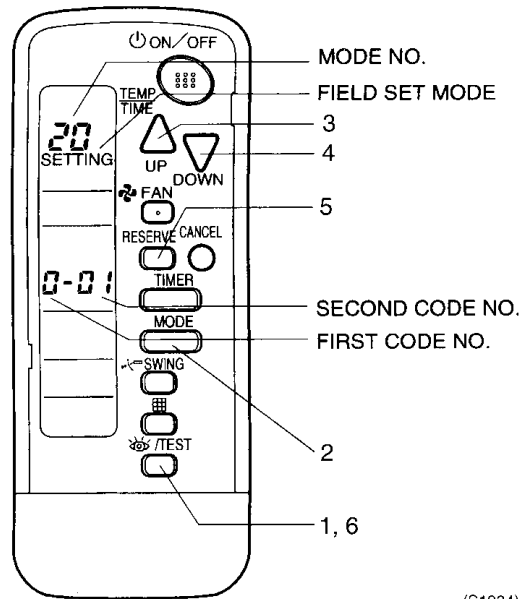 ON/OFF
MODE NO.
TEMP
TIME
FIELD SET MODE
20
SETTING
3
UP
4
DOWN
FAN
5
RESERVE CANCEL
TIMER
0-01
SECOND CODE NO.
MODE
FIRST CODE NO.
SWING
2
/TEST
1, 6